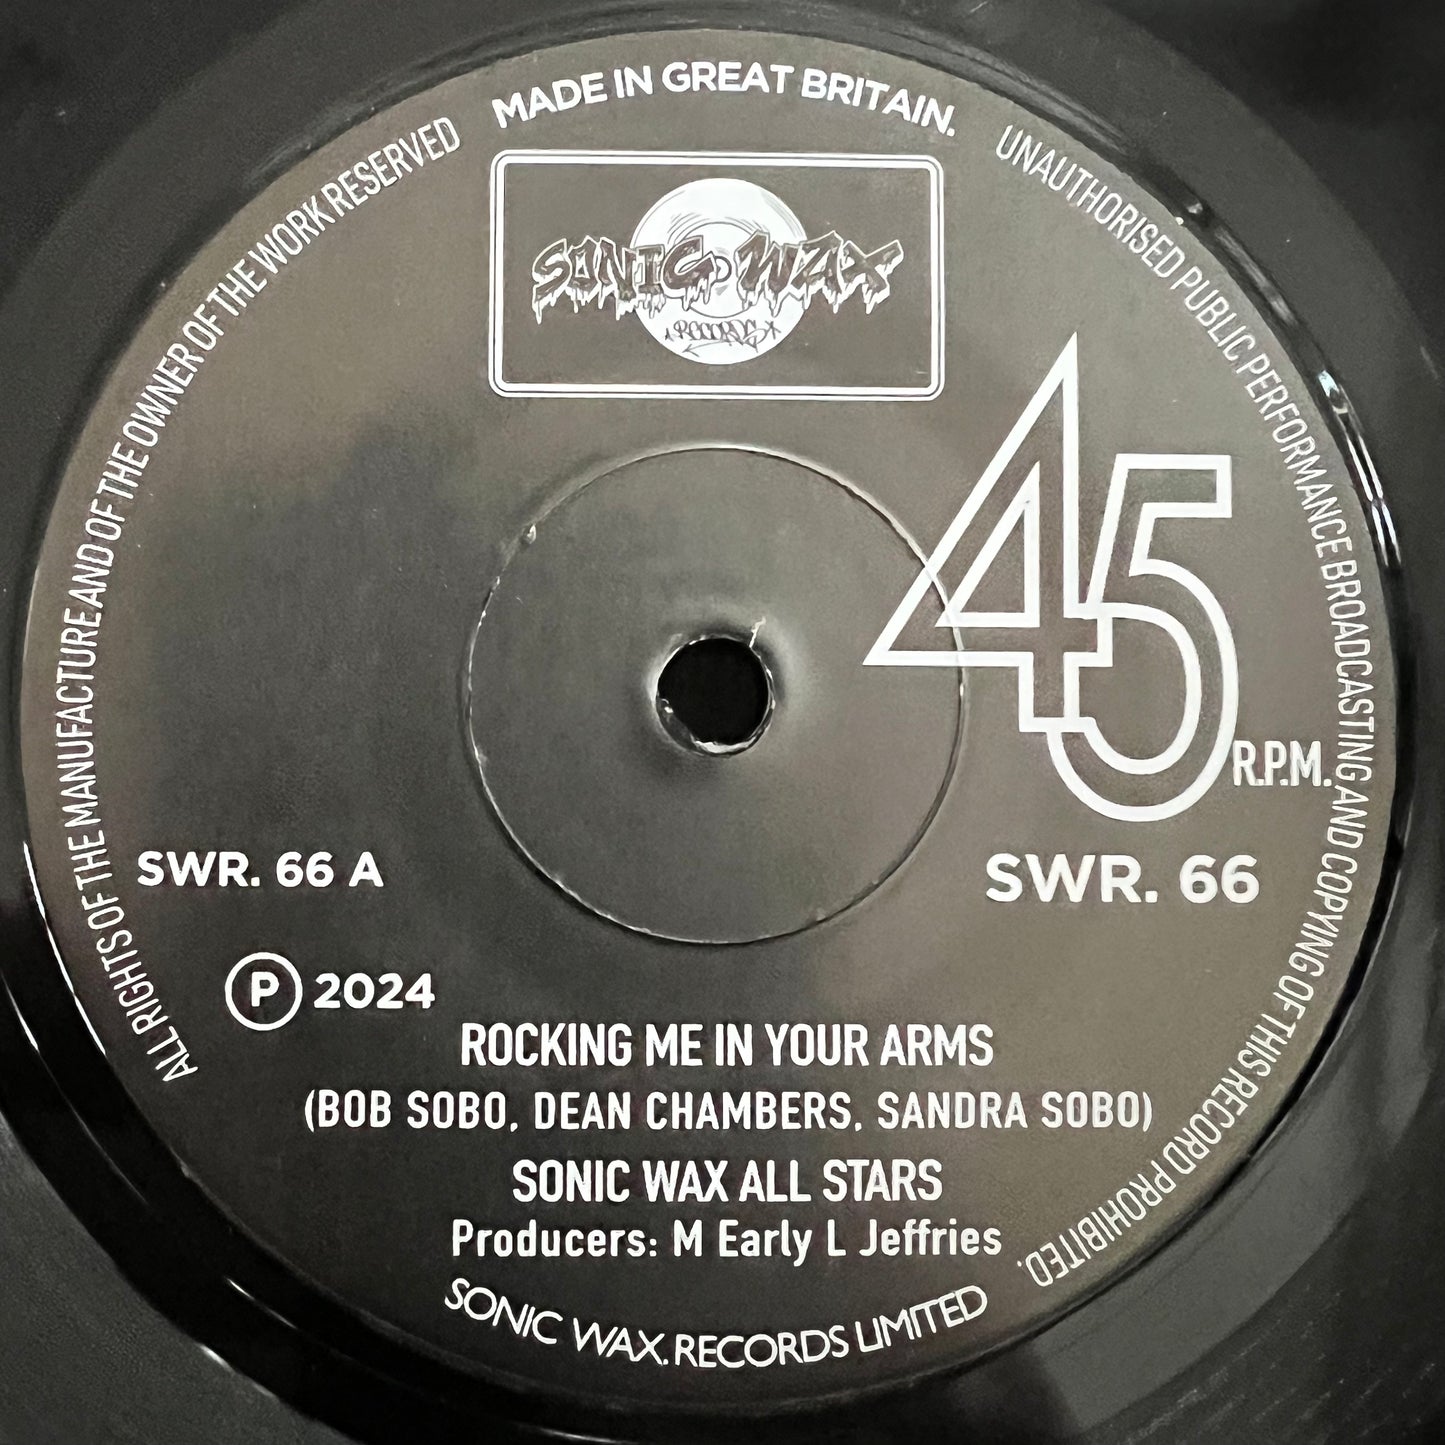 MADE IN GREAT BRITAIN.
ALL RIGHTS OF THE MANUFACTURE AND OF THE OWNER OF THE WORK RESERVED
UNAUTHORISED PUBLIC PERFORMANCE BROADCASTING AND COPYING OF THIS RECORD PROHIBITED.
SONIC WAX
RECORDS
45
R.P.M.
SWR. 66 A
SWR. 66
Ⓟ 2024
ROCKING ME IN YOUR ARMS
(BOB SOBO, DEAN CHAMBERS, SANDRA SOBO)
SONIC WAX ALL STARS
Producers: M Early L Jeffries
SONIC WAX.RECORDS LIMITED